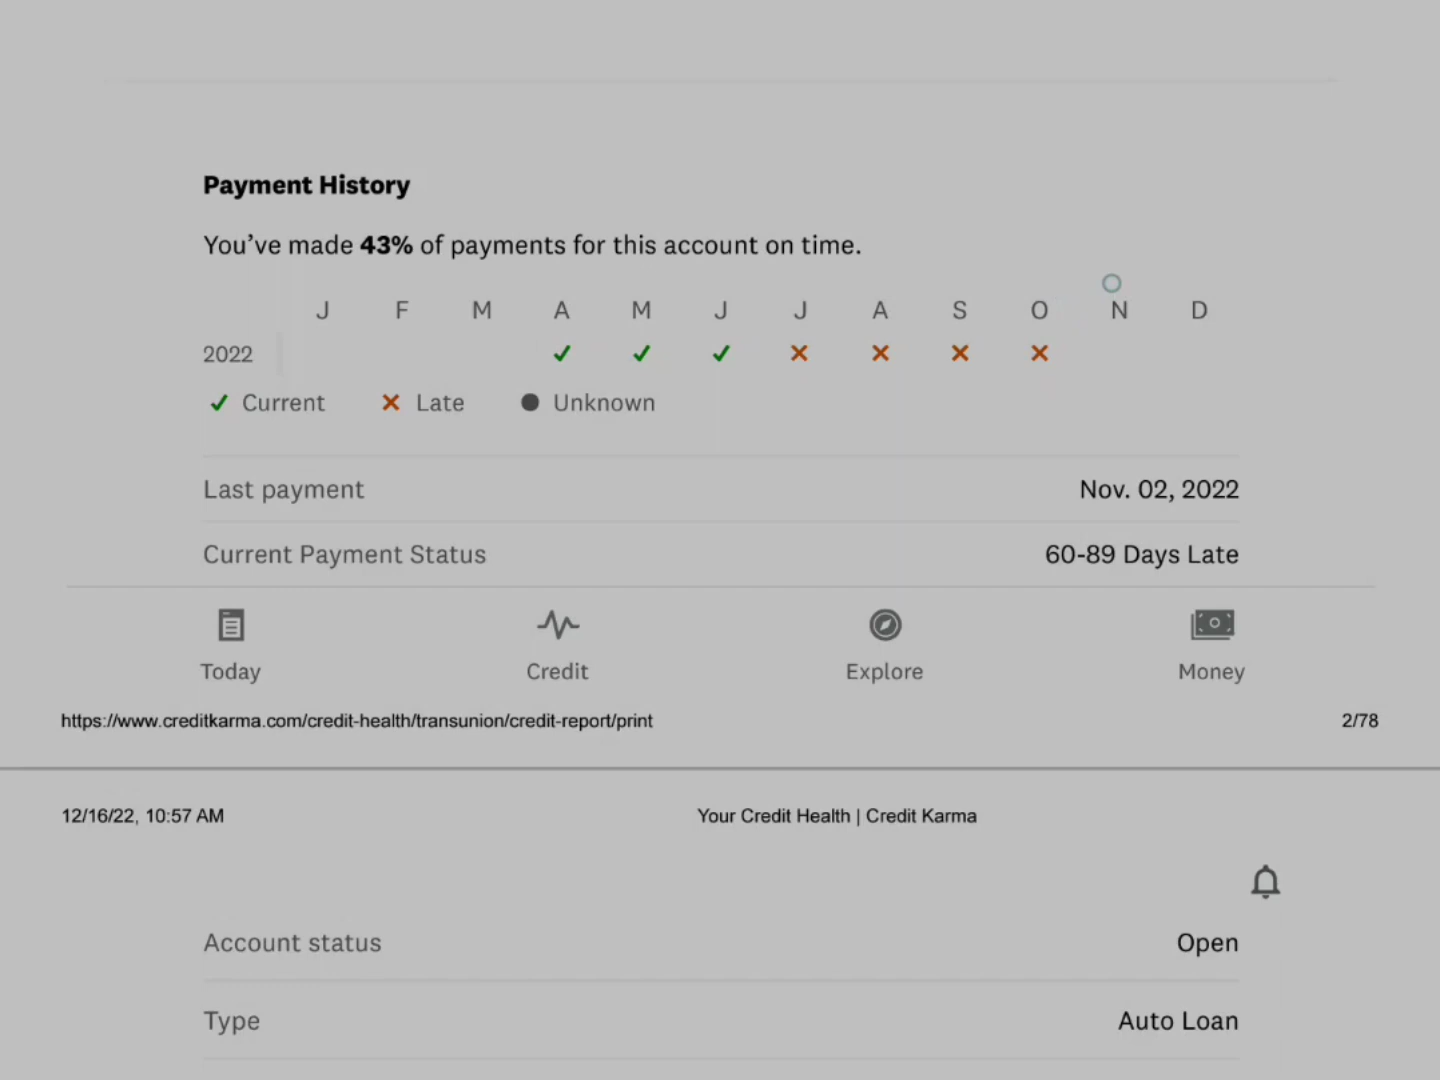 Payment History
You’ve made 43% of payments for this account on time.
J F M A M J J A S O N D
2022 ✓ ✓ ✓ ✕ ✕ ✕ ✕
✓ Current ✕ Late ● Unknown
Last payment Nov. 02, 2022
Current Payment Status 60-89 Days Late
Today Credit Explore Money
https://www.creditkarma.com/credit-health/transunion/credit-report/print 2/78
12/16/22, 10:57 AM Your Credit Health | Credit Karma
Account status Open
Type Auto Loan